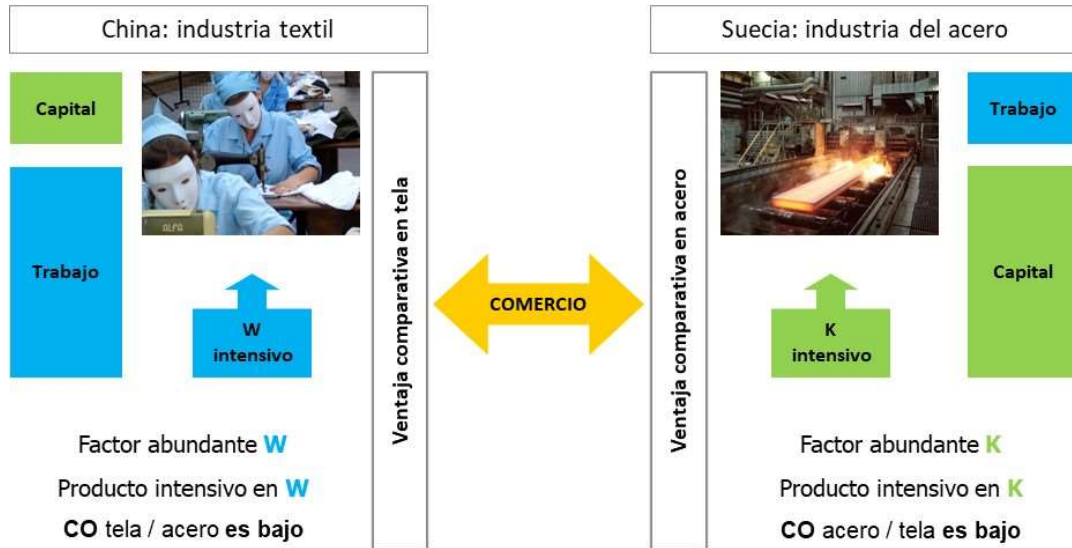 China: industria textil
Suecia: industria del acero
Capital
Trabajo
ALFA
W
intensivo
Ventaja comparativa en tela
COMERCIO
Ventaja comparativa en acero
Trabajo
Capital
K
intensivo
Factor abundante W
Producto intensivo en W
CO tela / acero es bajo
Factor abundante K
Producto intensivo en K
CO acero / tela es bajo